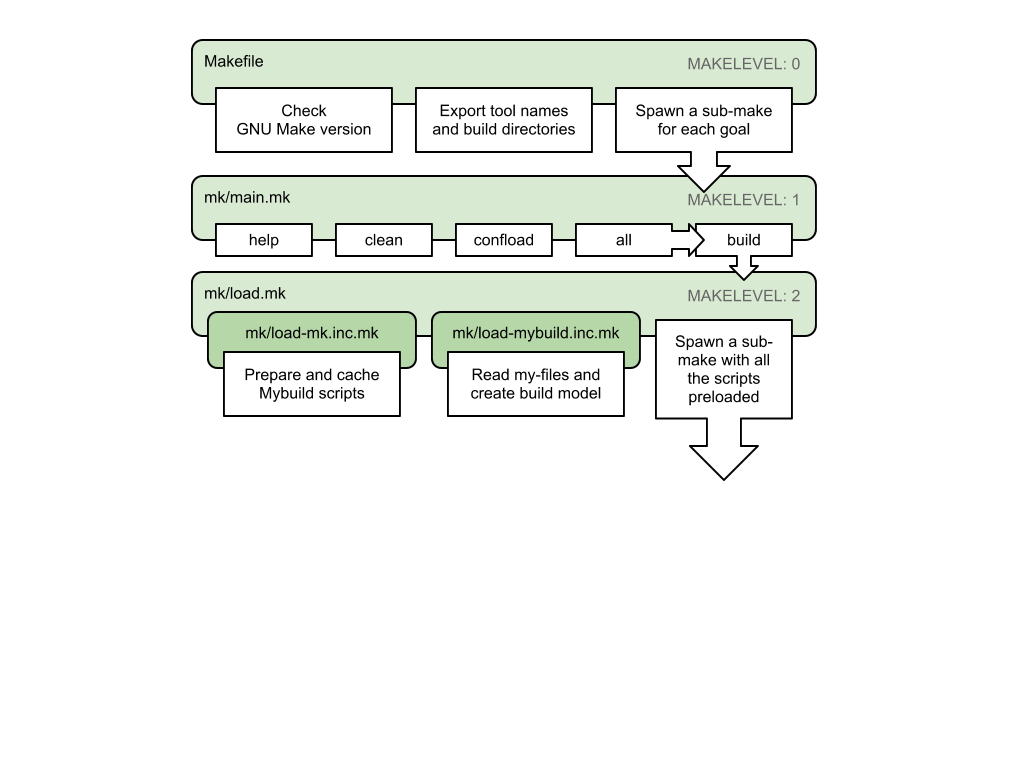 Makefile
MAKELEVEL: 0
Check
GNU Make version
Export tool names
and build directories
Spawn a sub-make
for each goal
mk/main.mk
MAKELEVEL: 1
help
clean
confload
all
build
mk/load.mk
MAKELEVEL: 2
mk/load-mk.inc.mk
Prepare and cache
Mybuild scripts
mk/load-mybuild.inc.mk
Read my-files and
create build model
Spawn a sub-
make with all
the scripts
preloaded